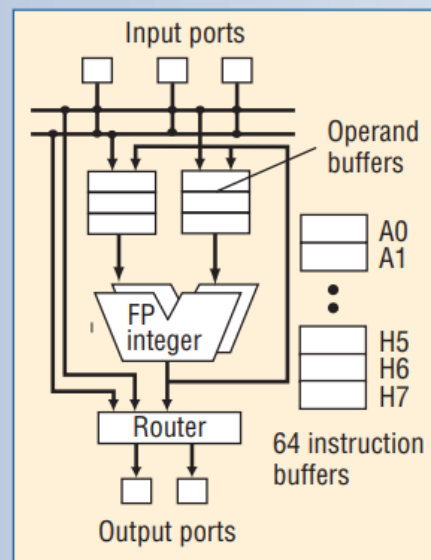 Input ports
Operand
buffers
A0
A1
FP
integer
H5
H6
H7
Router
64 instruction
buffers
Output ports